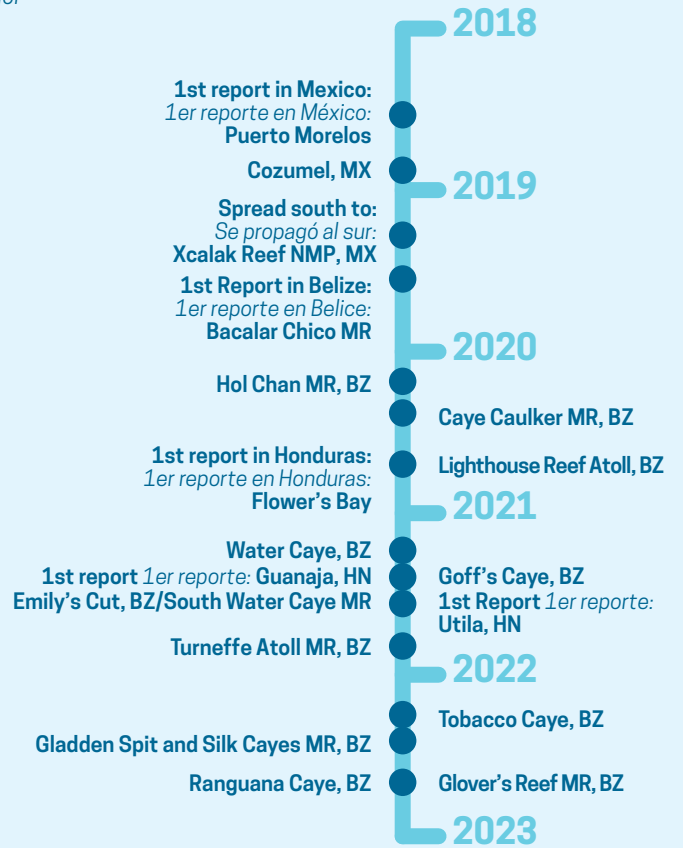 2018
1st report in Mexico:
1er reporte en México:
Puerto Morelos
Cozumel, MX
2019
Spread south to:
Se propagó al sur:
Xcalak Reef NMP, MX
1st Report in Belize:
1er reporte en Belice:
Bacalar Chico MR
2020
Hol Chan MR, BZ
Caye Caulker MR, BZ
1st report in Honduras:
1er reporte en Honduras:
Flower's Bay
Lighthouse Reef Atoll, BZ
2021
Water Caye, BZ
1st report 1er reporte: Guanaja, HN
Goff's Caye, BZ
Emily's Cut, BZ/South Water Caye MR
1st Report 1er reporte:
Utila, HN
Turneffe Atoll MR, BZ
2022
Tobacco Caye, BZ
Gladden Spit and Silk Cayes MR, BZ
Ranguana Caye, BZ
Glover's Reef MR, BZ
2023